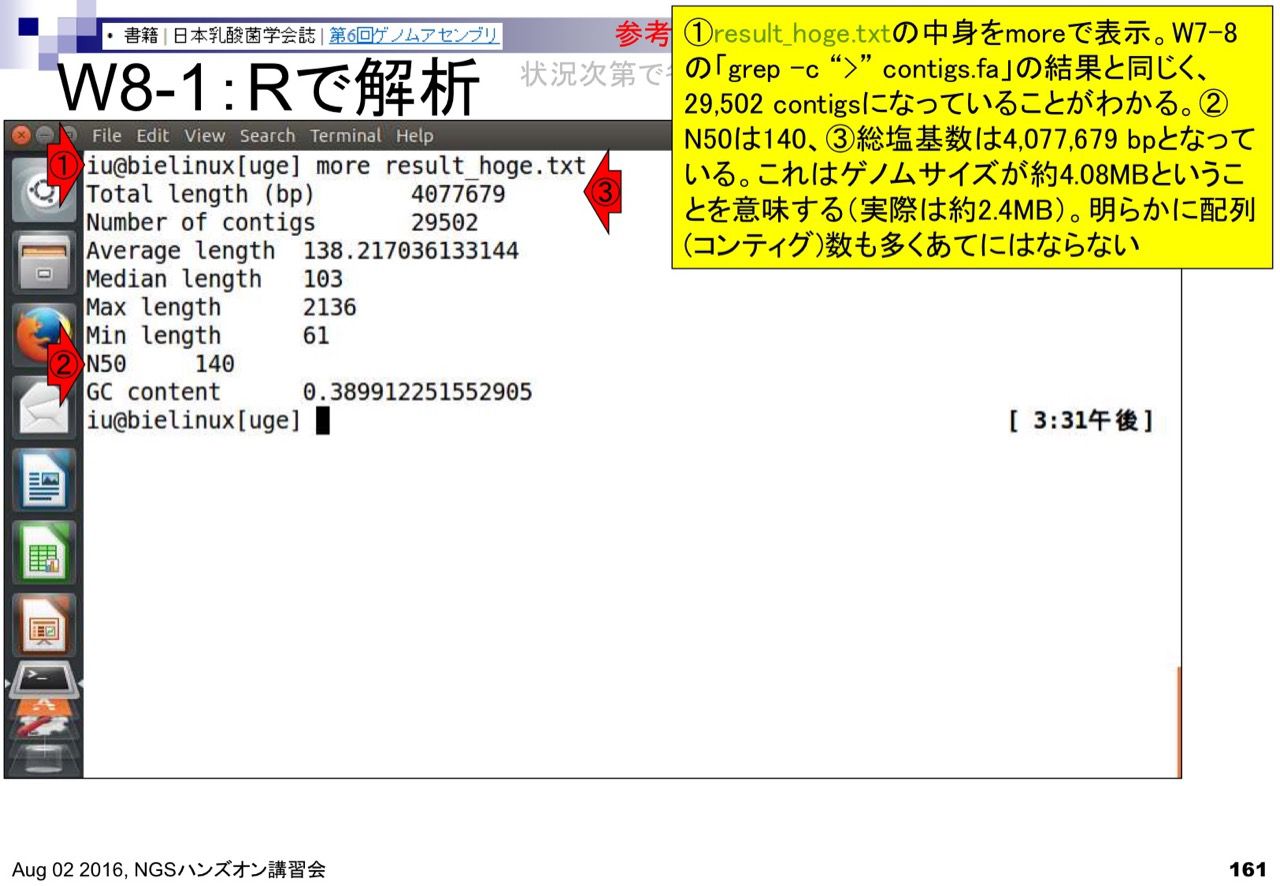 • 書籍 | 日本乳酸菌学会誌 | 第6回ゲノムアセンブリ
参考
W8-1：Rで解析
状況次第で
①result_hoge.txtの中身をmoreで表示。W7-8
の「grep –c “>” contigs.fa」の結果と同じく、
29,502 contigsになっていることがわかる。②
N50は140、③総塩基数は4,077,679 bpとなって
いる。これはゲノムサイズが約4.08MBというこ
とを意味する（実際は約2.4MB）。明らかに配列
(コンティグ)数も多くあてにはならない
File Edit View Search Terminal Help
① iu@bielinux[uge] more result_hoge.txt
Total length (bp) 4077679 ③
Number of contigs 29502
Average length 138.217036133144
Median length 103
Max length 2136
Min length 61
② N50 140
GC content 0.389912251552905
iu@bielinux[uge] [ 3:31午後]
Aug 02 2016, NGSハンズオン講習会
161